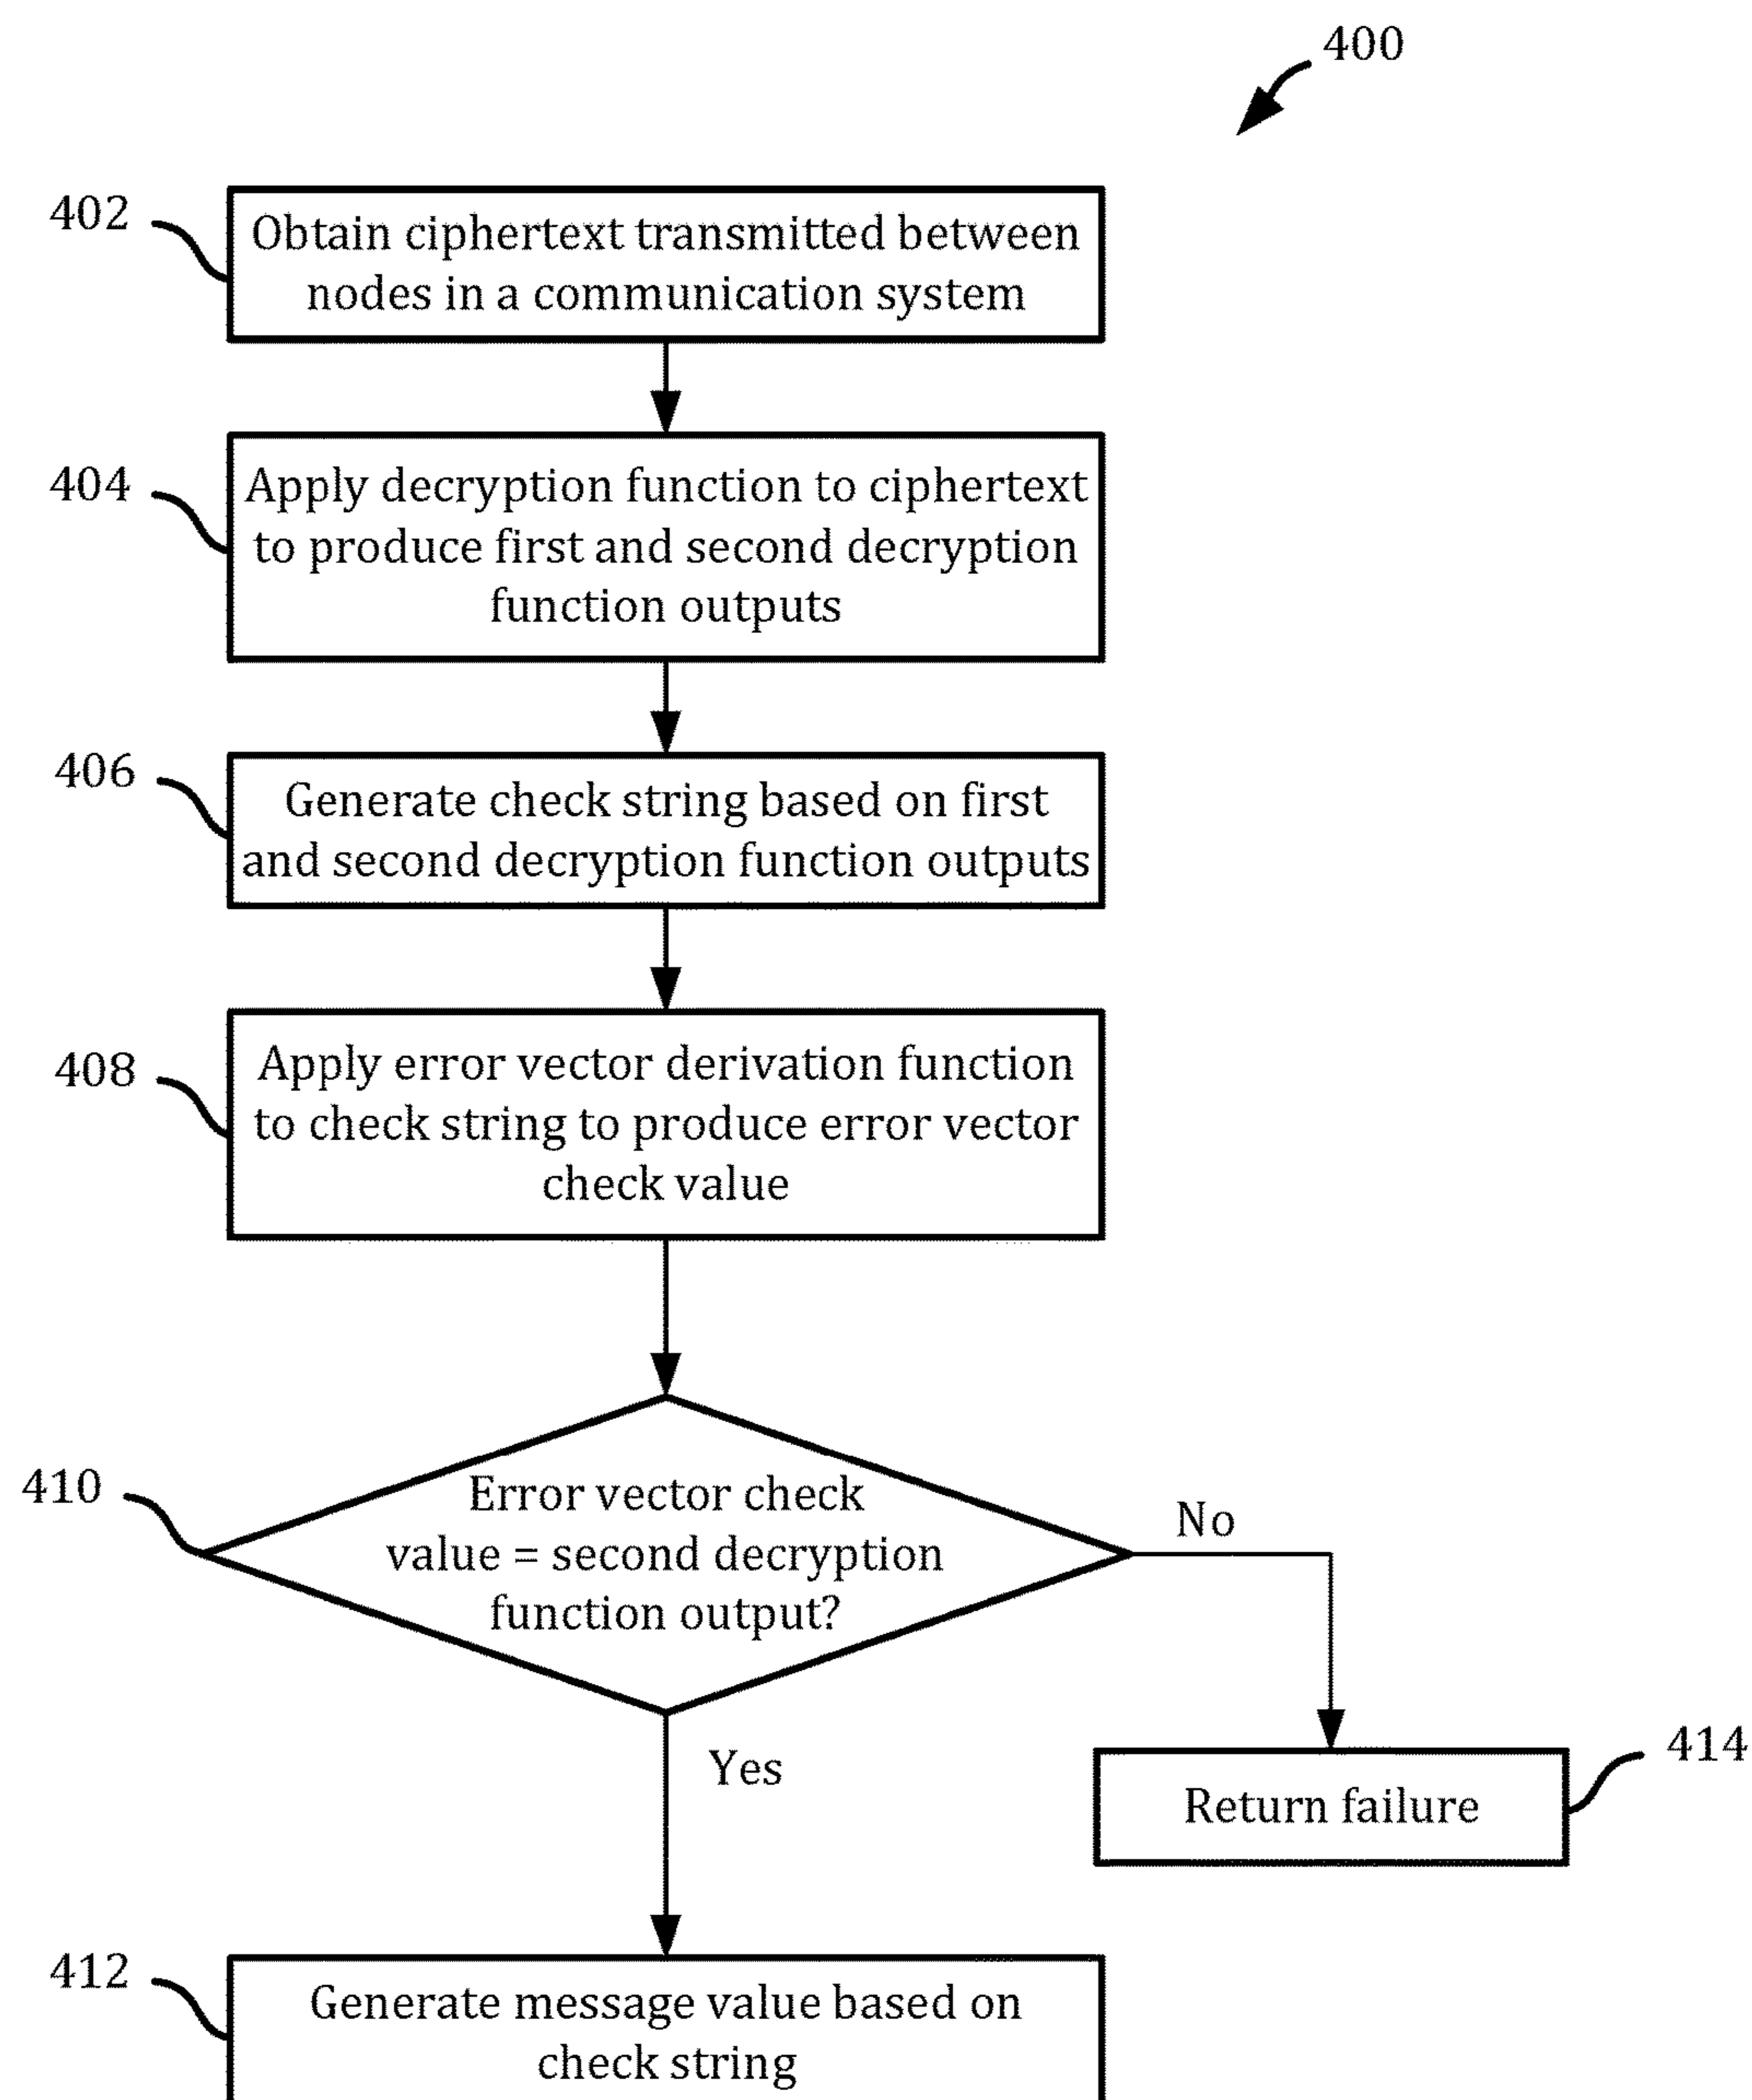 400
402
Obtain ciphertext transmitted between
nodes in a communication system
404
Apply decryption function to ciphertext
to produce first and second decryption
function outputs
406
Generate check string based on first
and second decryption function outputs
408
Apply error vector derivation function
to check string to produce error vector
check value
410
Error vector check
value = second decryption
function output?
No
Yes
414
Return failure
412
Generate message value based on
check string